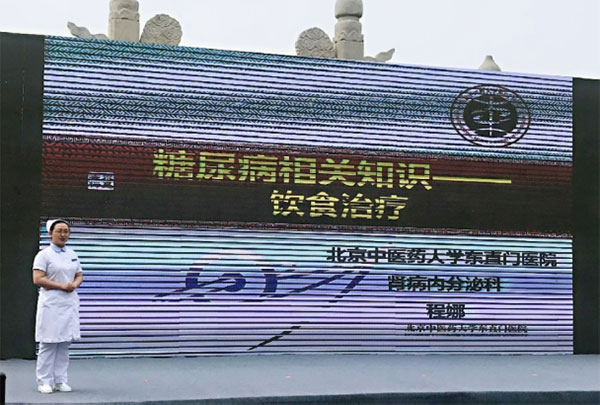 糖尿病相关知识——
饮食治疗
北京中医药大学东直门医院
肾病内分泌科
程娜
北京中医药大学东直门医院